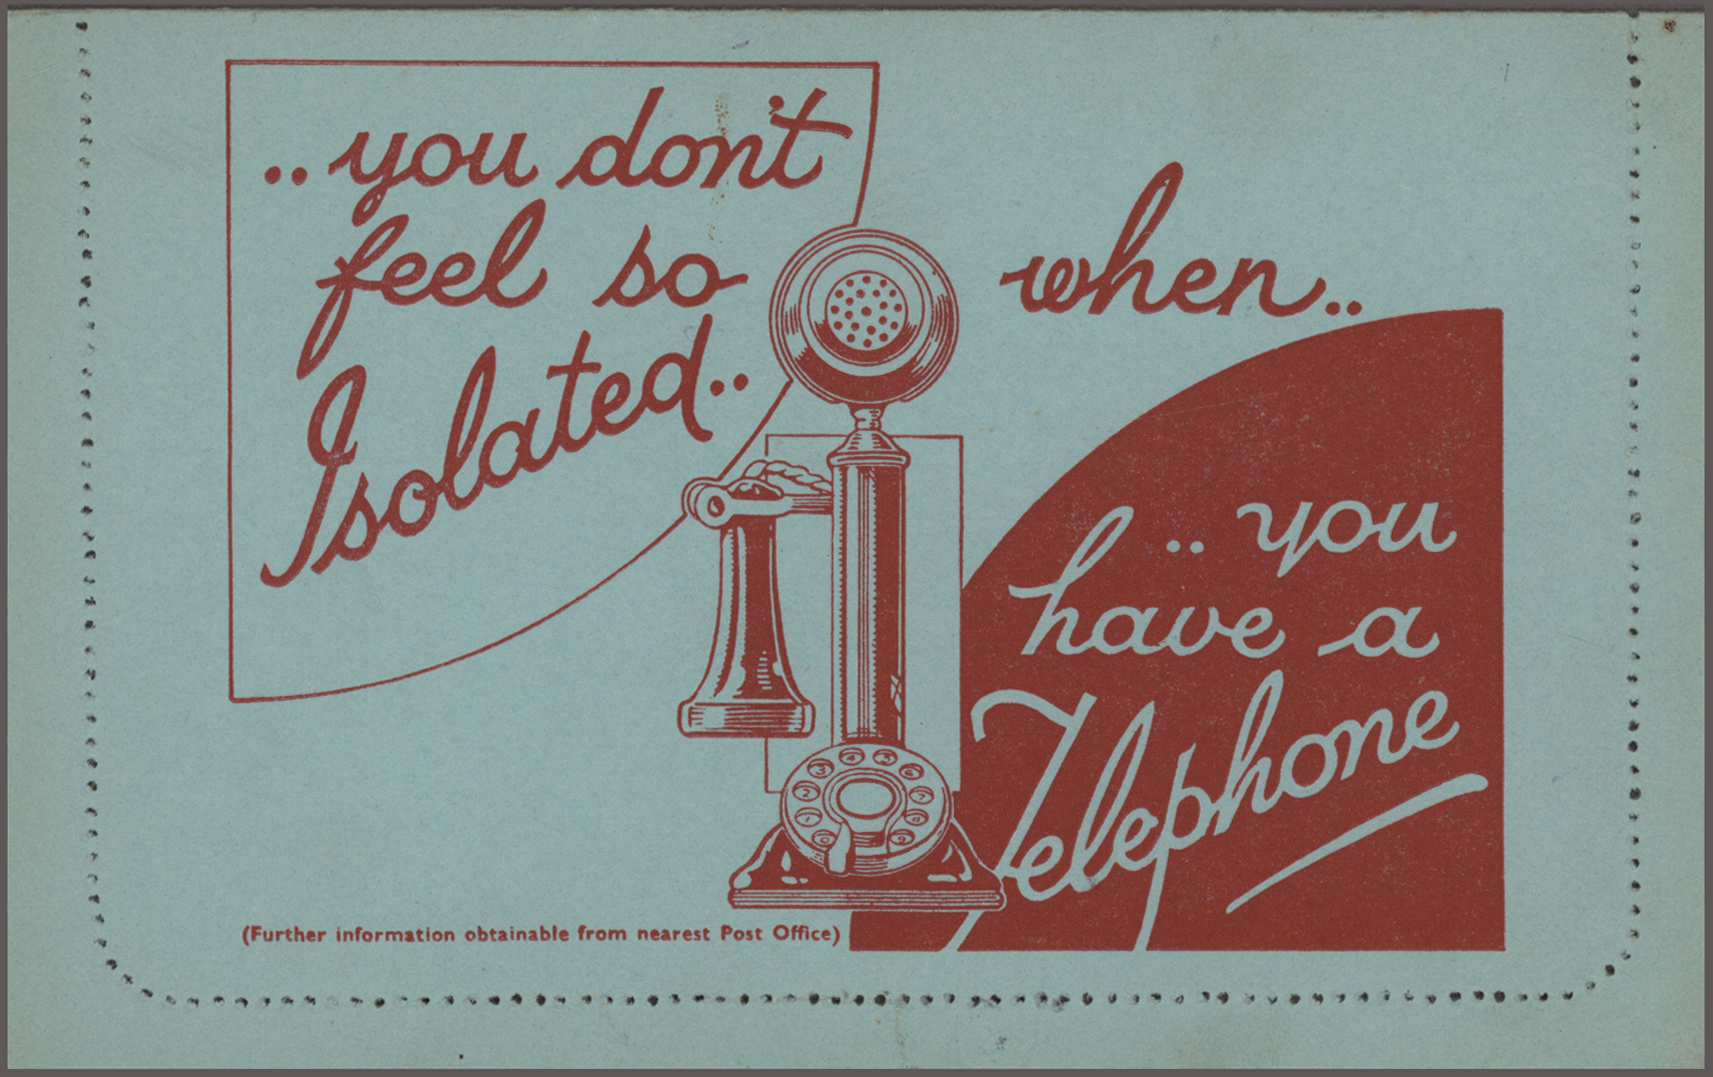 ..you don't
feel so
Isolated..
when..
..you
have a
Telephone
(Further information obtainable from nearest Post Office)